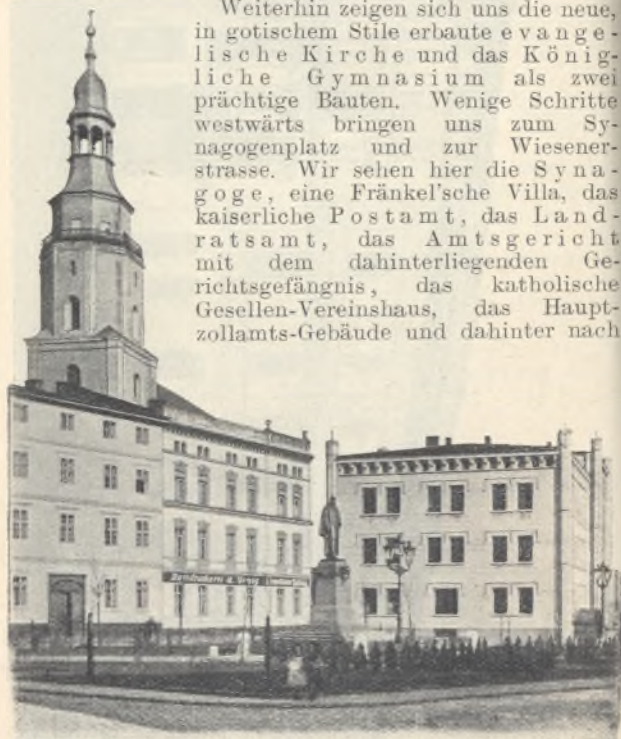 Weiterhin zeigen sich uns die neue,
in gotischem Stile erbaute evange-
lische Kirche und das König-
liche Gymnasium als zwei
prächtige Bauten. Wenige Schritte
westwärts bringen uns zum Sy-
nagogenplatz und zur Wiesener-
strasse. Wir sehen hier die Syna-
goge, eine Fränkel'sche Villa, das
kaiserliche Postamt, das Land-
ratsamt, das Amtsgericht
mit dem dahinterliegenden Ge-
richtsgefängnis, das katholische
Gesellen-Vereinshaus, das Haupt-
zollamts-Gebäude und dahinter nach